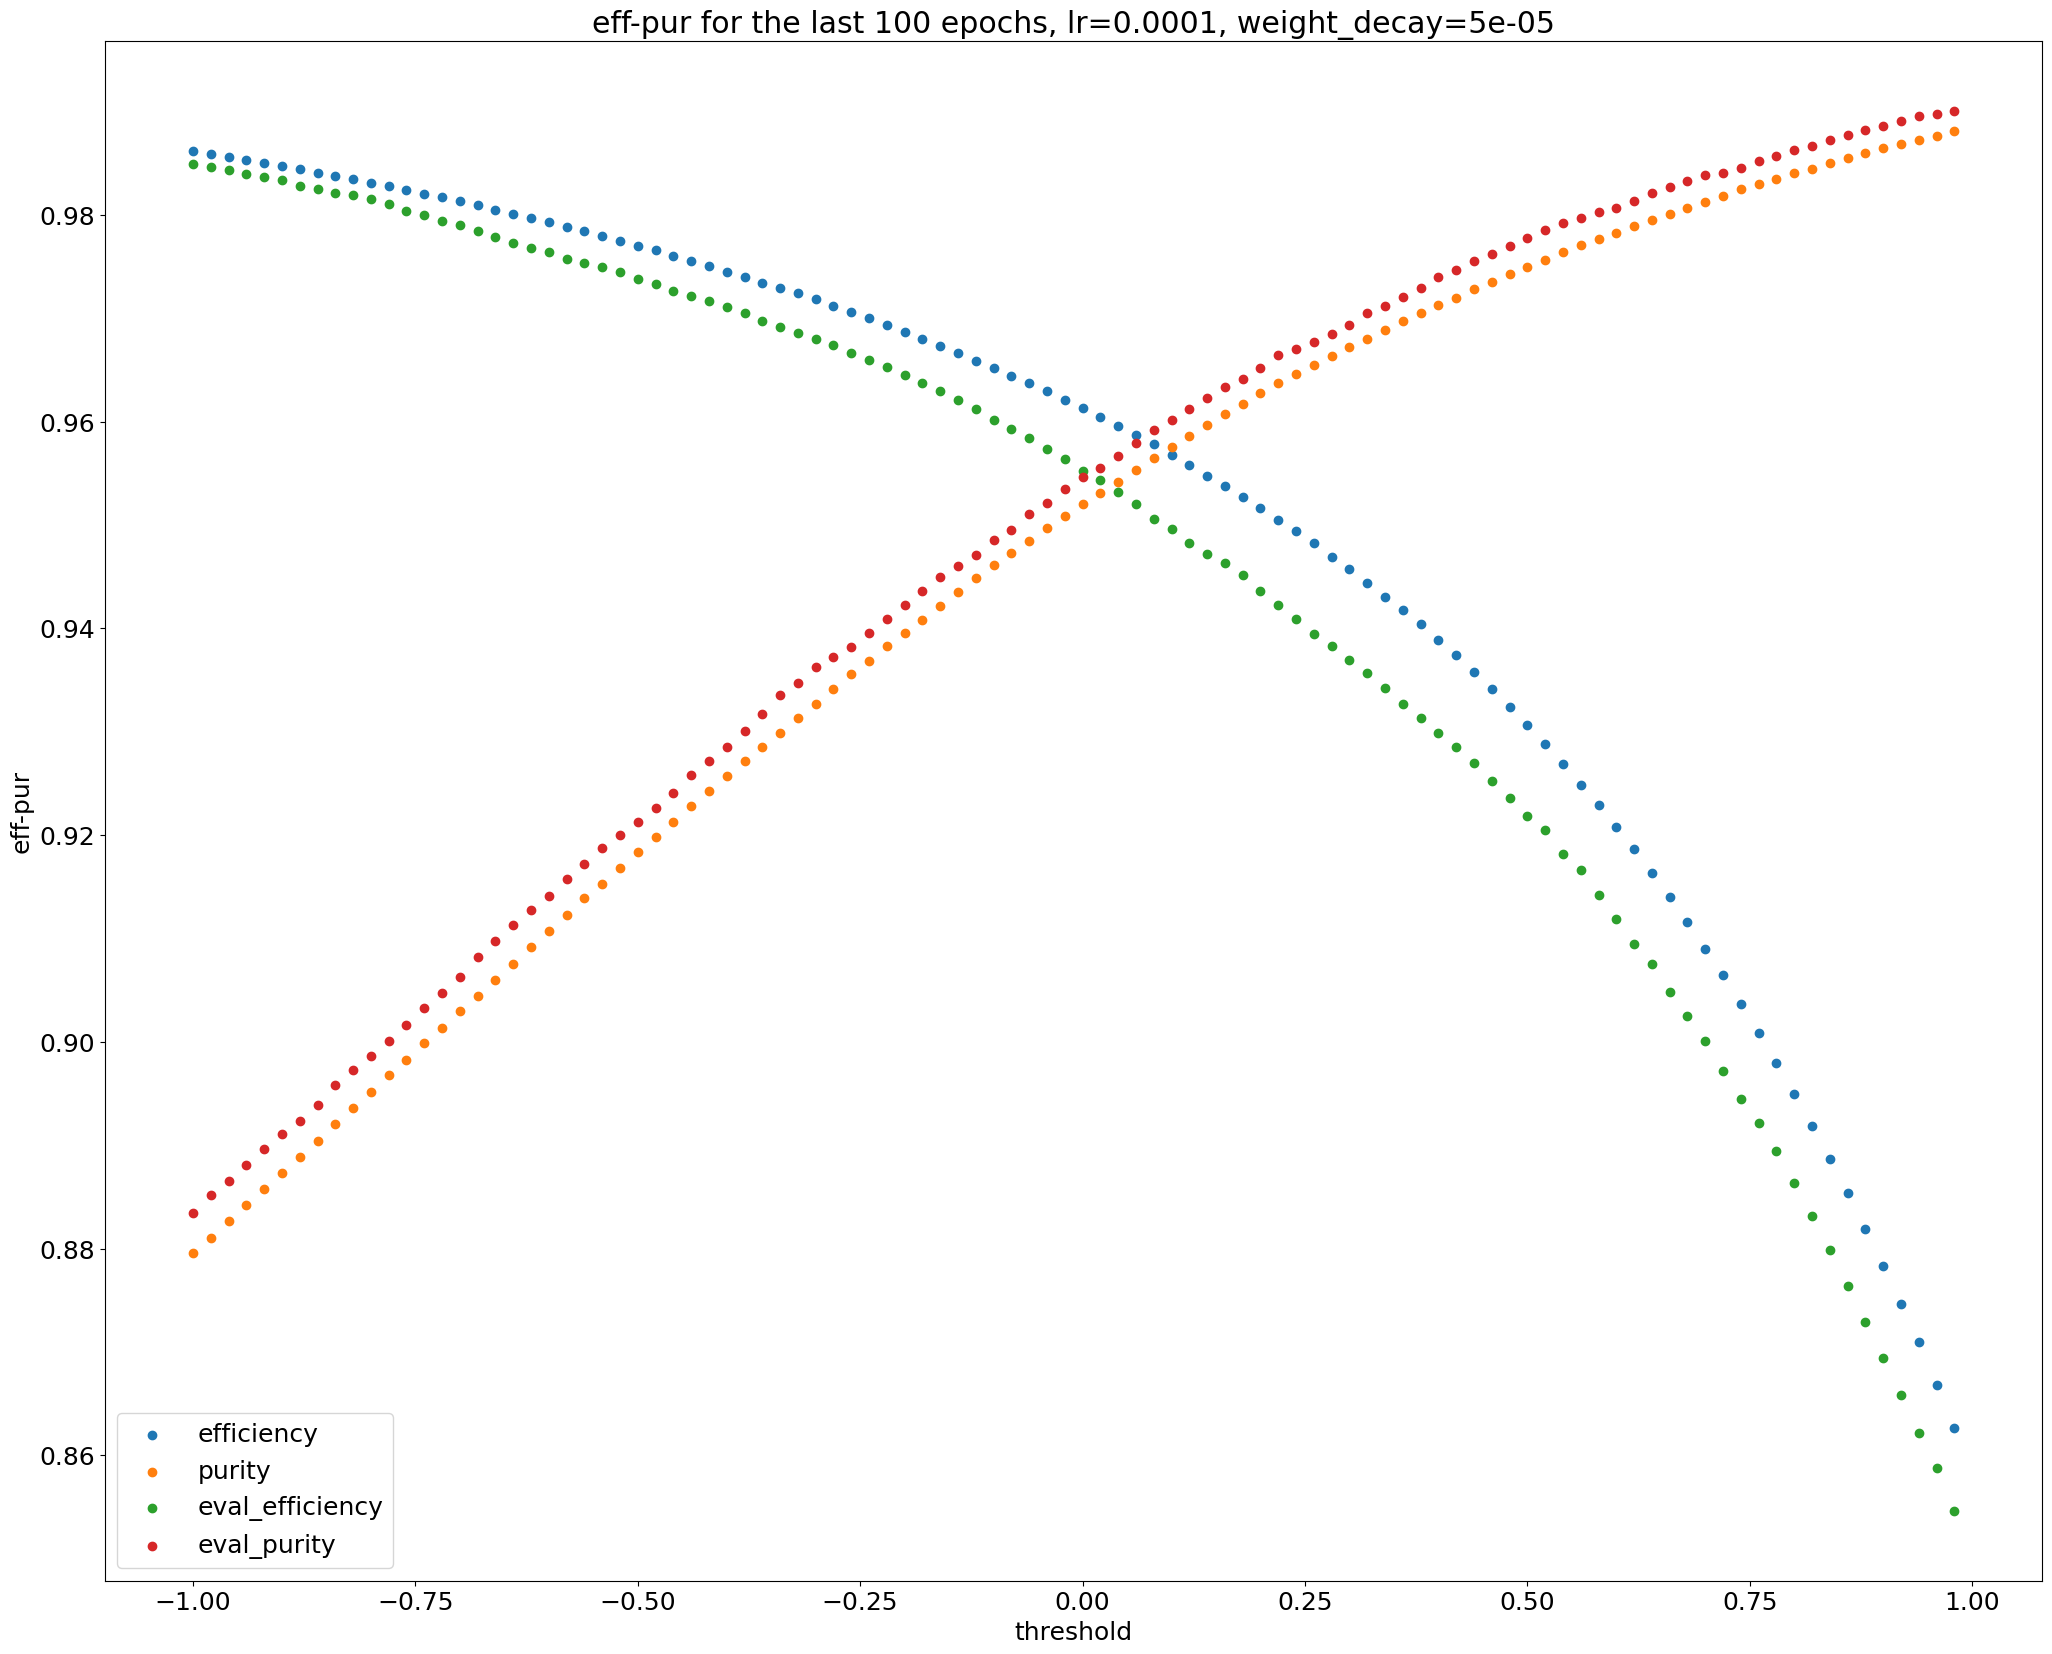 eff-pur for the last 100 epochs, lr=0.0001, weight_decay=5e-05
eff-pur
0.98
0.96
0.94
0.92
0.90
0.88
0.86
efficiency
purity
eval_efficiency
eval_purity
−1.00 −0.75 −0.50 −0.25 0.00 0.25 0.50 0.75 1.00
threshold